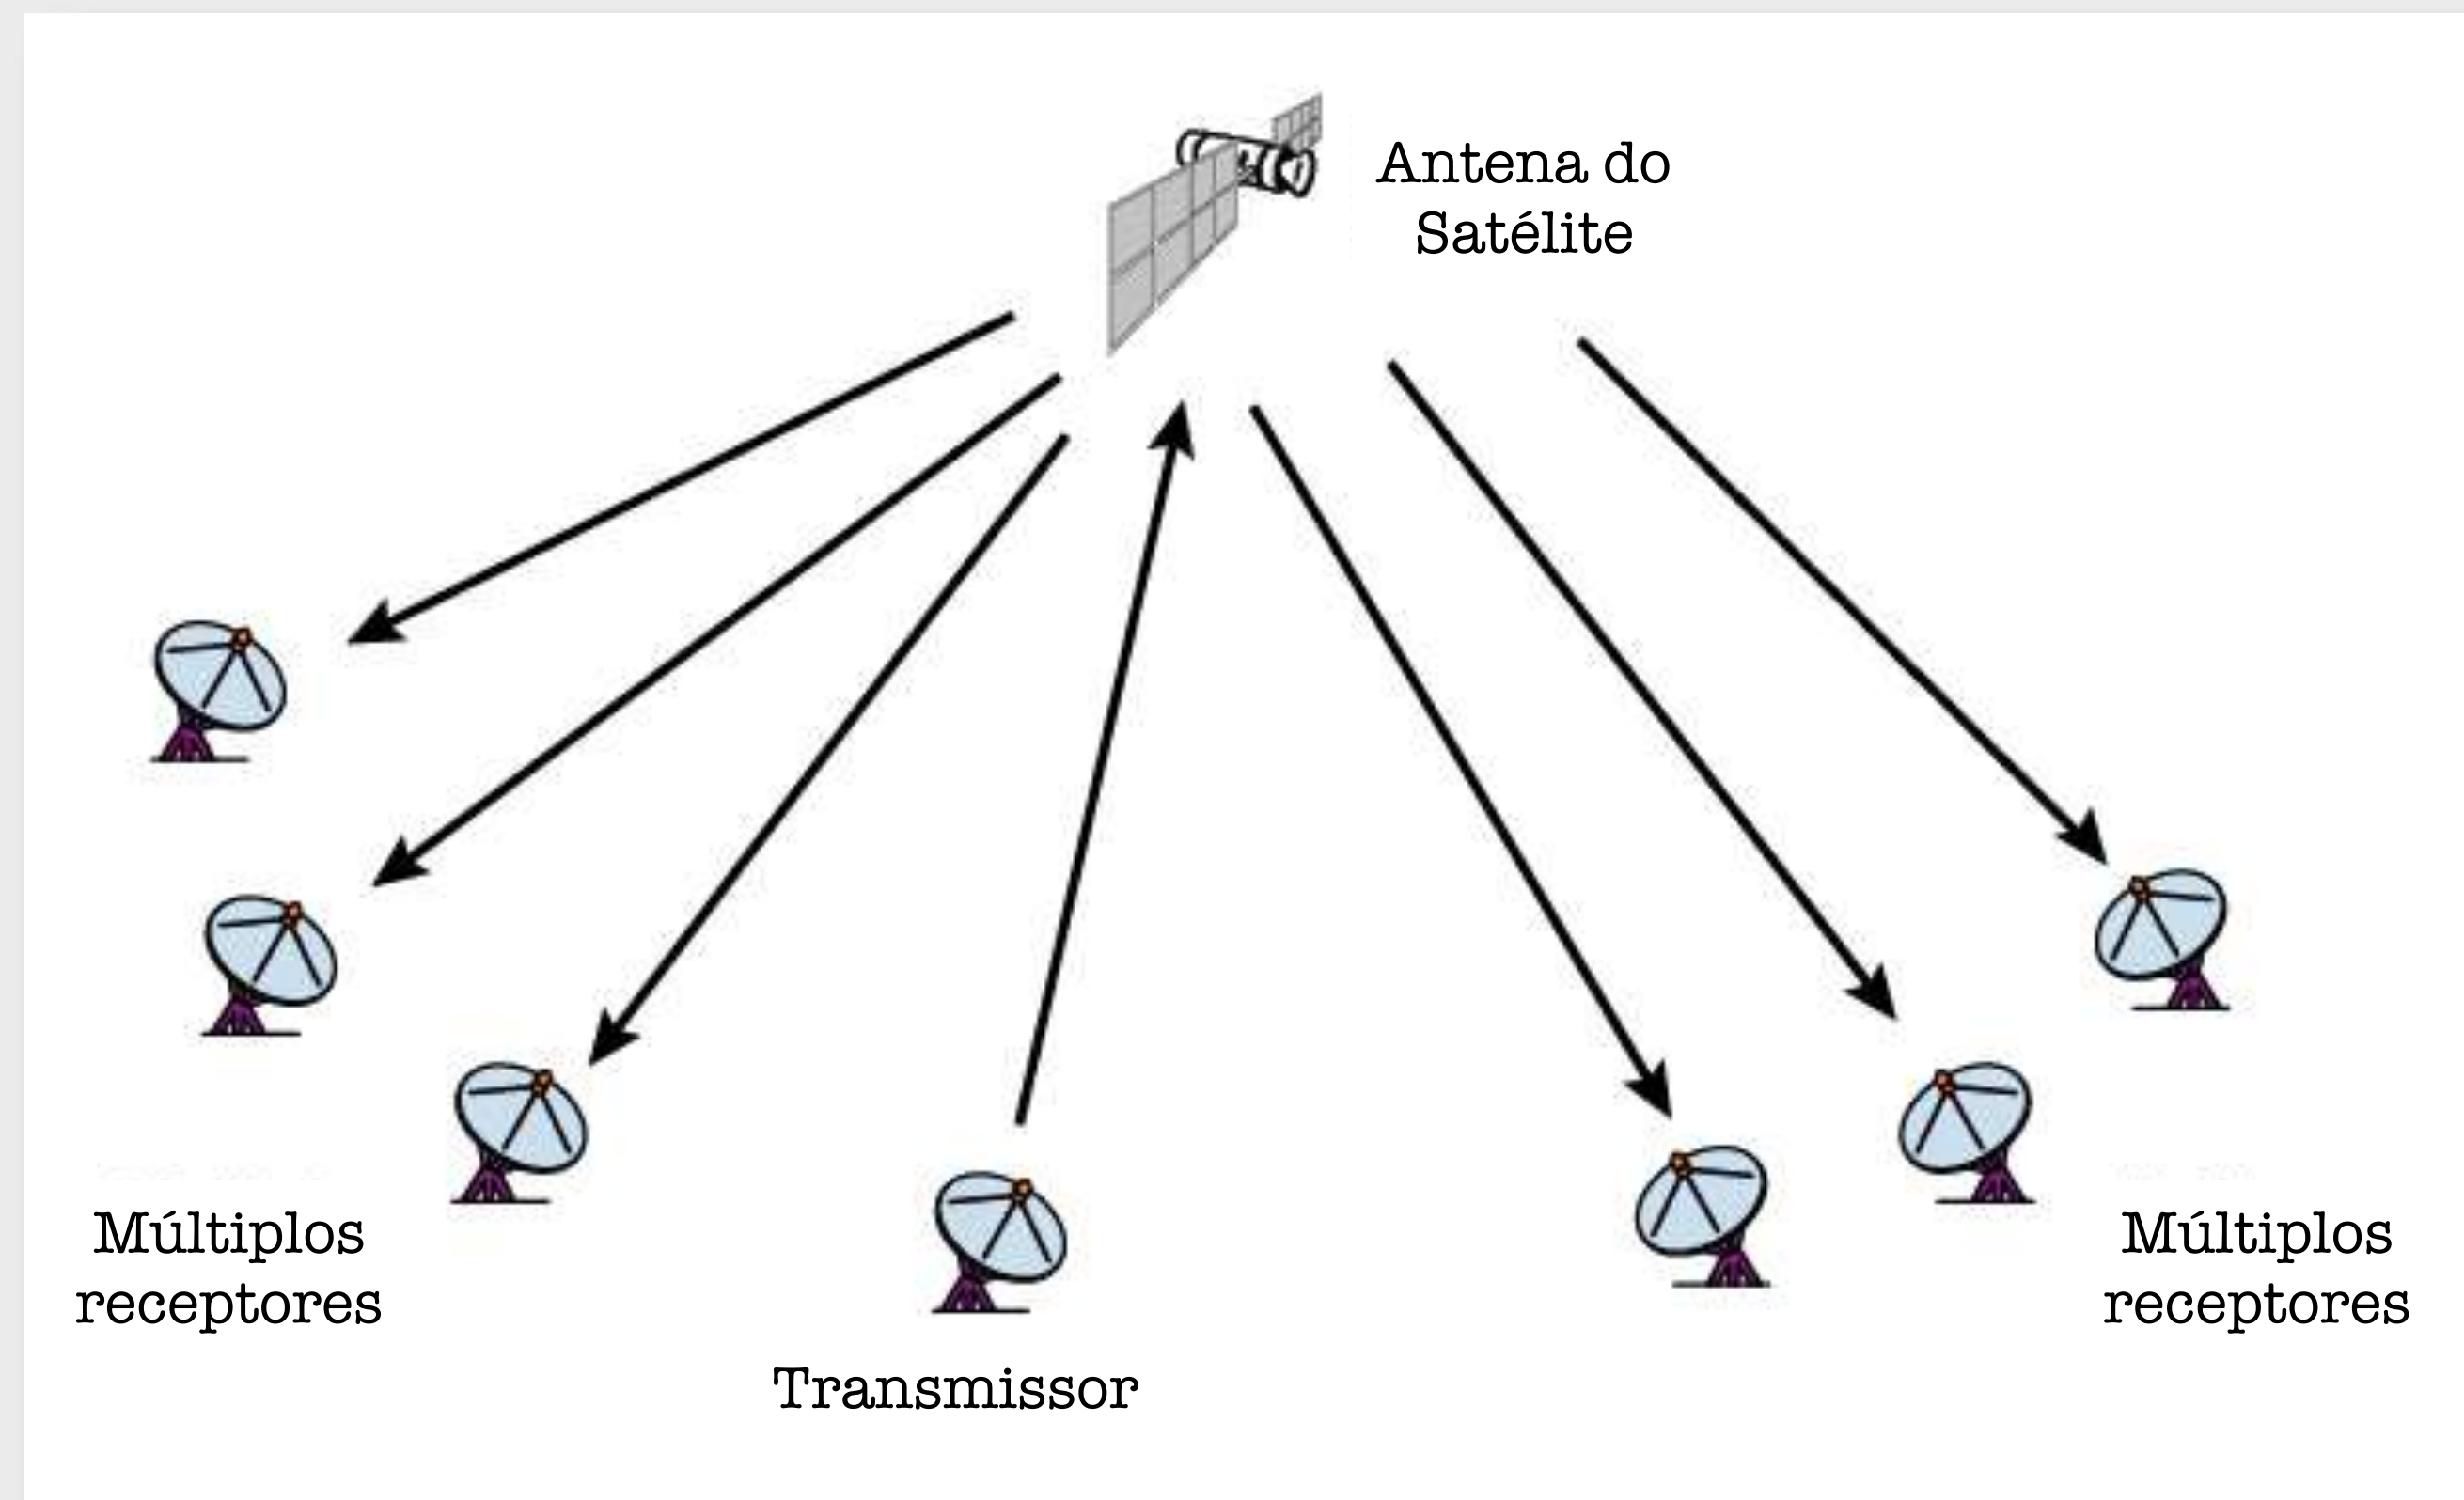 Antena do
Satélite
Múltiplos
receptores
Múltiplos
receptores
Transmissor